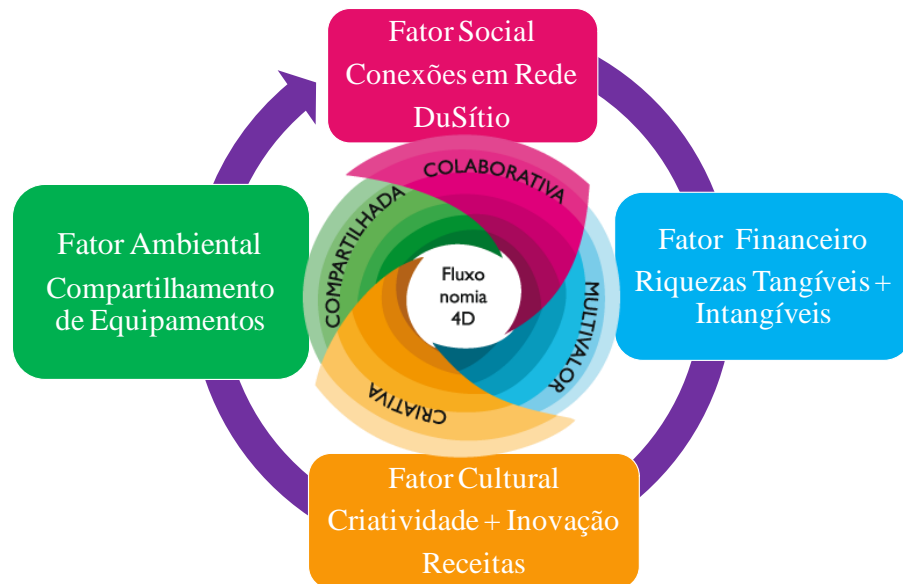 Fator Social
Conexões em Rede
DuSítio
COLABORATIVA
COMPARTILHADA
Fator Ambiental
Compartilhamento
de Equipamentos
Fluxo
nomia
4D
MULTIVALOR
Fator Financeiro
Riquezas Tangíveis +
Intangíveis
CRIATIVA
Fator Cultural
Criatividade + Inovação
Receitas